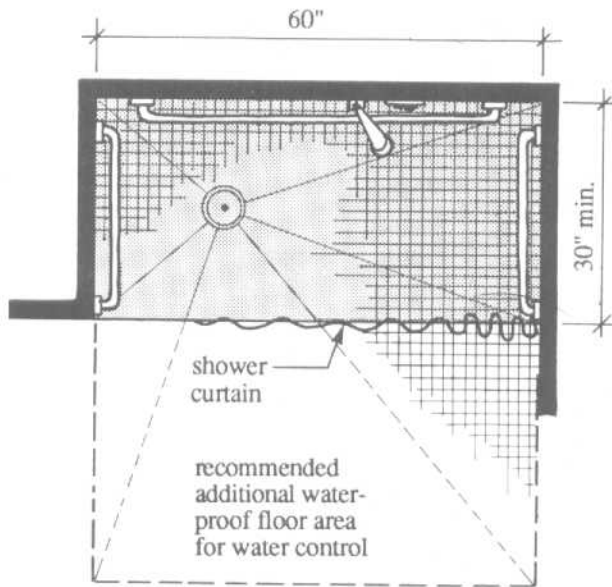 60"
30" min.
shower
curtain
recommended
additional water-
proof floor area
for water control